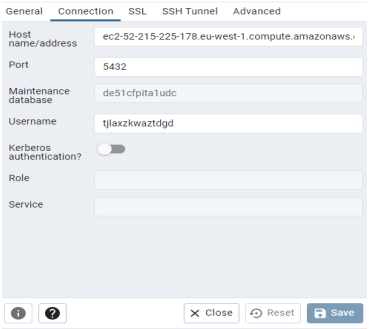 General Connection SSL SSH Tunnel Advanced
Host name/address
ec2-52-215-225-178.eu-west-1.compute.amazonaws.
Port
5432
Maintenance database
de51cfpita1udc
Username
tjlaxzkwaztdgd
Kerberos authentication?
Role
Service
Close Reset Save